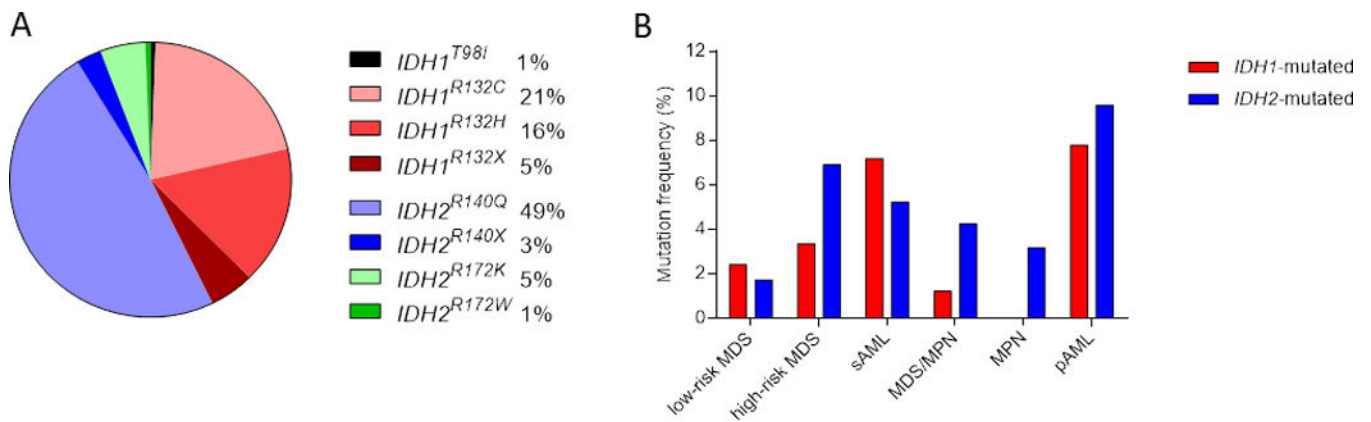 A
IDH1T98I 1%
IDH1R132C 21%
IDH1R132H 16%
IDH1R132X 5%
IDH2R140Q 49%
IDH2R140X 3%
IDH2R172K 5%
IDH2R172W 1%
B
Mutation frequency (%)
12
10
8
6
4
2
0
low-risk MDS
high-risk MDS
sAML
MDS/MPN
MPN
pAML
IDH1-mutated
IDH2-mutated